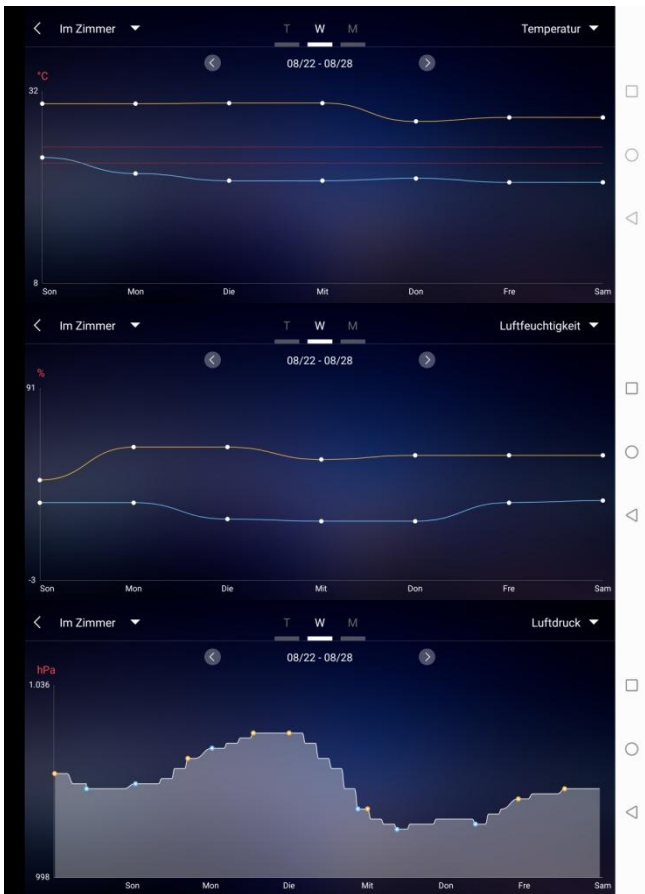 Im Zimmer T W M Temperatur
08/22 - 08/28
°C
32
8
Son Mon Die Mit Don Fre Sam
Im Zimmer T W M Luftfeuchtigkeit
08/22 - 08/28
%
91
-3
Son Mon Die Mit Don Fre Sam
Im Zimmer T W M Luftdruck
08/22 - 08/28
hPa
1.036
998
Son Mon Die Mit Don Fre Sam